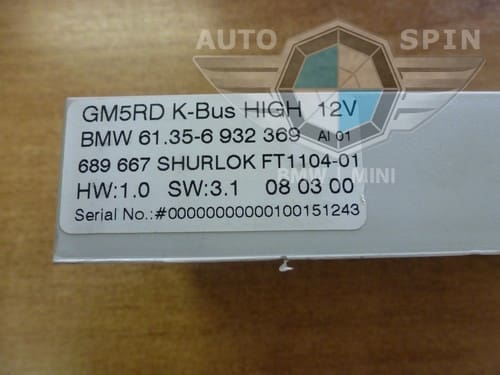 AUTO SPIN
GM5RD K-Bus HIGH 12V
BMW 61.35-6 932 369 AI 01
689 667 SHURLOK FT1104-01
BMW | MINI
HW:1.0 SW:3.1 08 03 00
Serial No.:#00000000000100151243